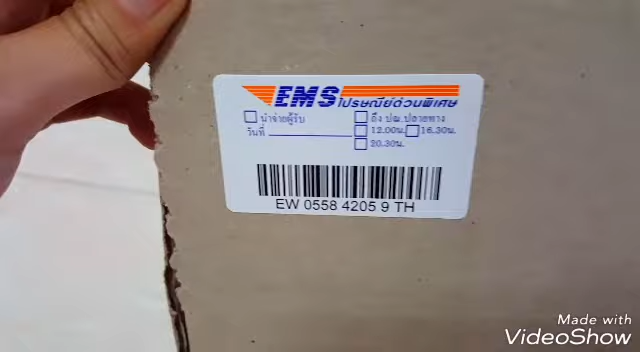 EMS ไปรษณีย์ด่วนพิเศษ
นำจ่ายผู้รับ
วันที่
ถึง ปณ.ปลายทาง
12.00น. 16.30น.
20.30น.
EW 0558 4205 9 TH
Made with
VideoShow